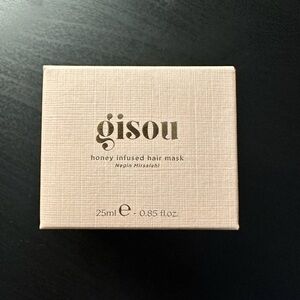 gisou
honey infused hair mask
Negin Mirsalehi
25ml ℮ - 0.85 fl.oz.